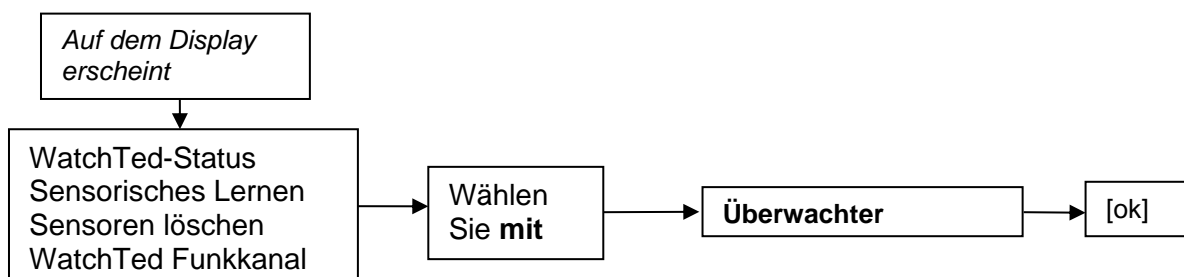 Auf dem Display
erscheint
WatchTed-Status
Sensorisches Lernen
Sensoren löschen
WatchTed Funkkanal
Wählen
Sie mit
Überwachter
[ok]